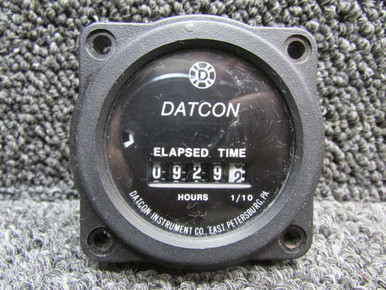 D
DATCON
ELAPSED TIME
0929
HOURS 1/10
DATCON INSTRUMENT CO. EAST PETERSBURG, PA.